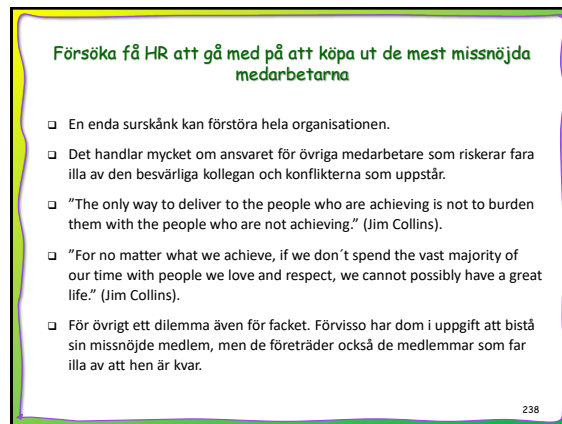 Försöka få HR att gå med på att köpa ut de mest missnöjda
medarbetarna
❑ En enda surskånk kan förstöra hela organisationen.
❑ Det handlar mycket om ansvaret för övriga medarbetare som riskerar fara
illa av den besvärliga kollegan och konflikterna som uppstår.
❑ ”The only way to deliver to the people who are achieving is not to burden
them with the people who are not achieving.” (Jim Collins).
❑ ”For no matter what we achieve, if we don´t spend the vast majority of
our time with people we love and respect, we cannot possibly have a great
life.” (Jim Collins).
❑ För övrigt ett dilemma även för facket. Förvisso har dom i uppgift att bistå
sin missnöjde medlem, men de företräder också de medlemmar som far
illa av att hen är kvar.
238